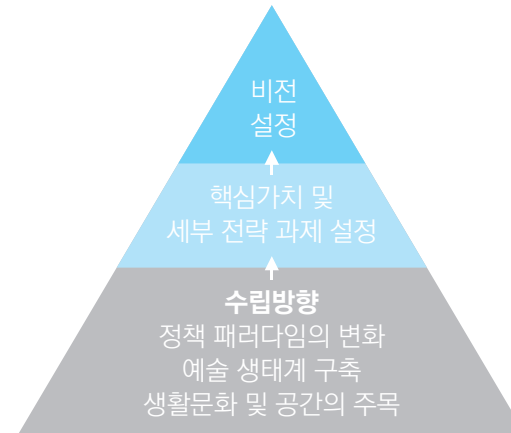 비전
설정
핵심가치 및
세부 전략 과제 설정
수립방향
정책 패러다임의 변화
예술 생태계 구축
생활문화 및 공간의 주목